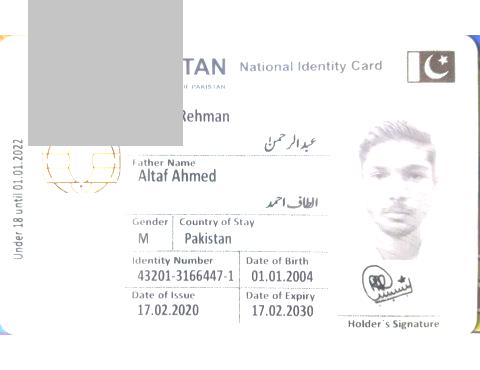 TAN National Identity Card
OF PAKISTAN
Rehman
عبدالرحمن
Father Name
Altaf Ahmed
الطاف احمد
Gender Country of Stay
M Pakistan
Identity Number Date of Birth
43201-3166447-1 01.01.2004
Date of Issue Date of Expiry
17.02.2020 17.02.2030
Holder's Signature
Under 18 until 01.01.2022